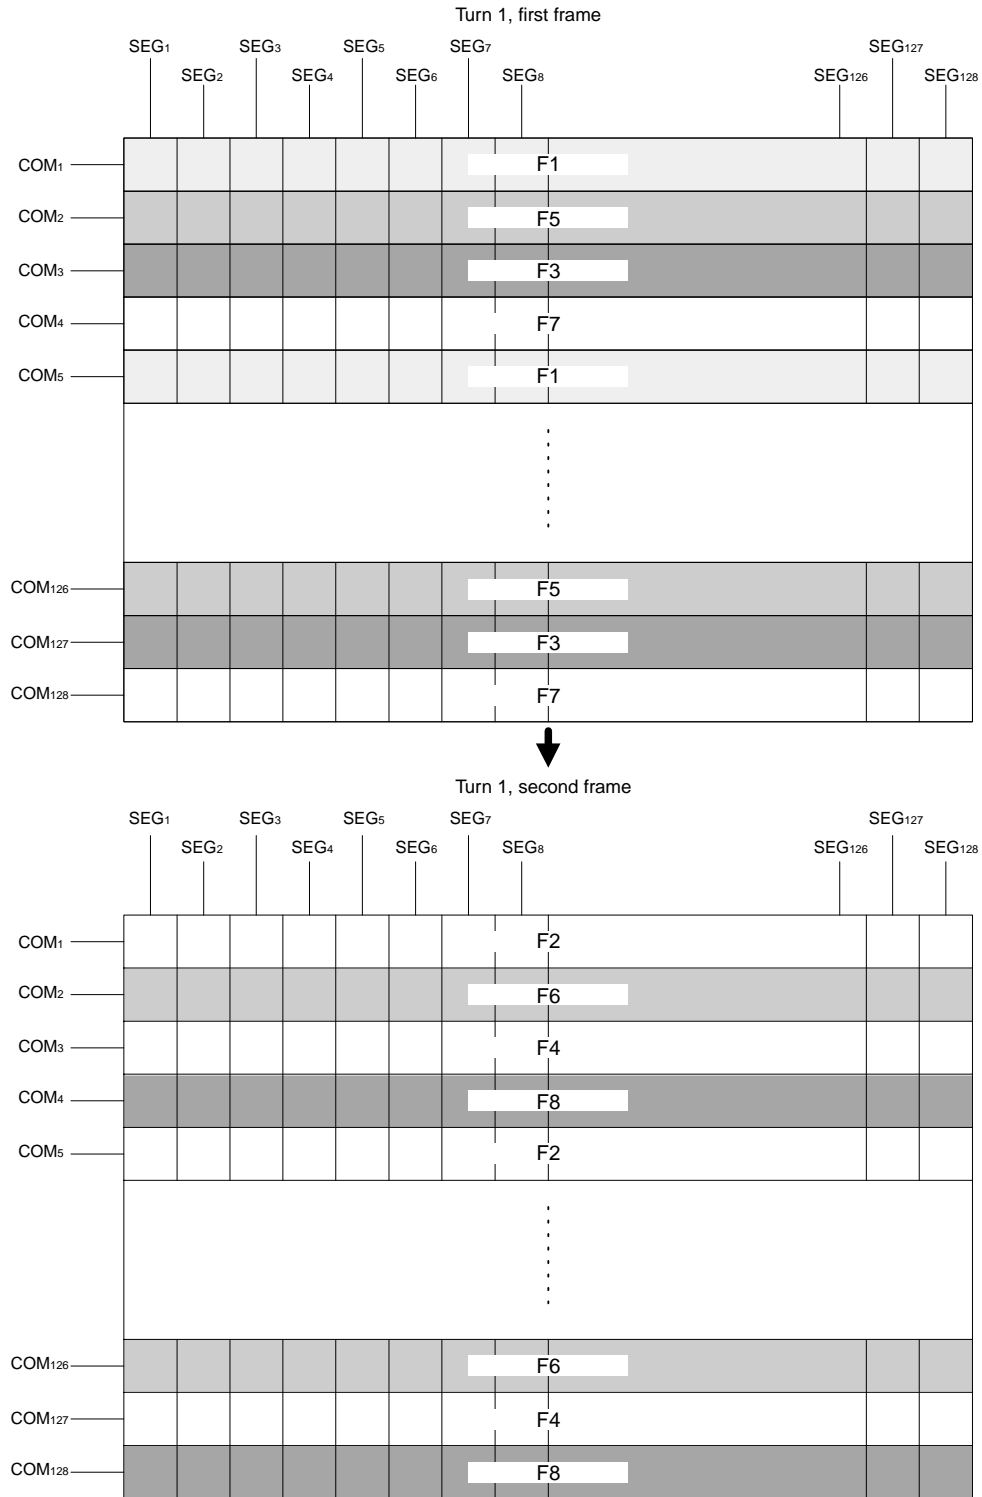 Turn 1, first frame
SEG1 SEG3 SEG5 SEG7 SEG127
SEG2 SEG4 SEG6 SEG8 SEG126 SEG128
COM1 F1
COM2 F5
COM3 F3
COM4 F7
COM5 F1
COM126 F5
COM127 F3
COM128 F7
Turn 1, second frame
SEG1 SEG3 SEG5 SEG7 SEG127
SEG2 SEG4 SEG6 SEG8 SEG126 SEG128
COM1 F2
COM2 F6
COM3 F4
COM4 F8
COM5 F2
COM126 F6
COM127 F4
COM128 F8